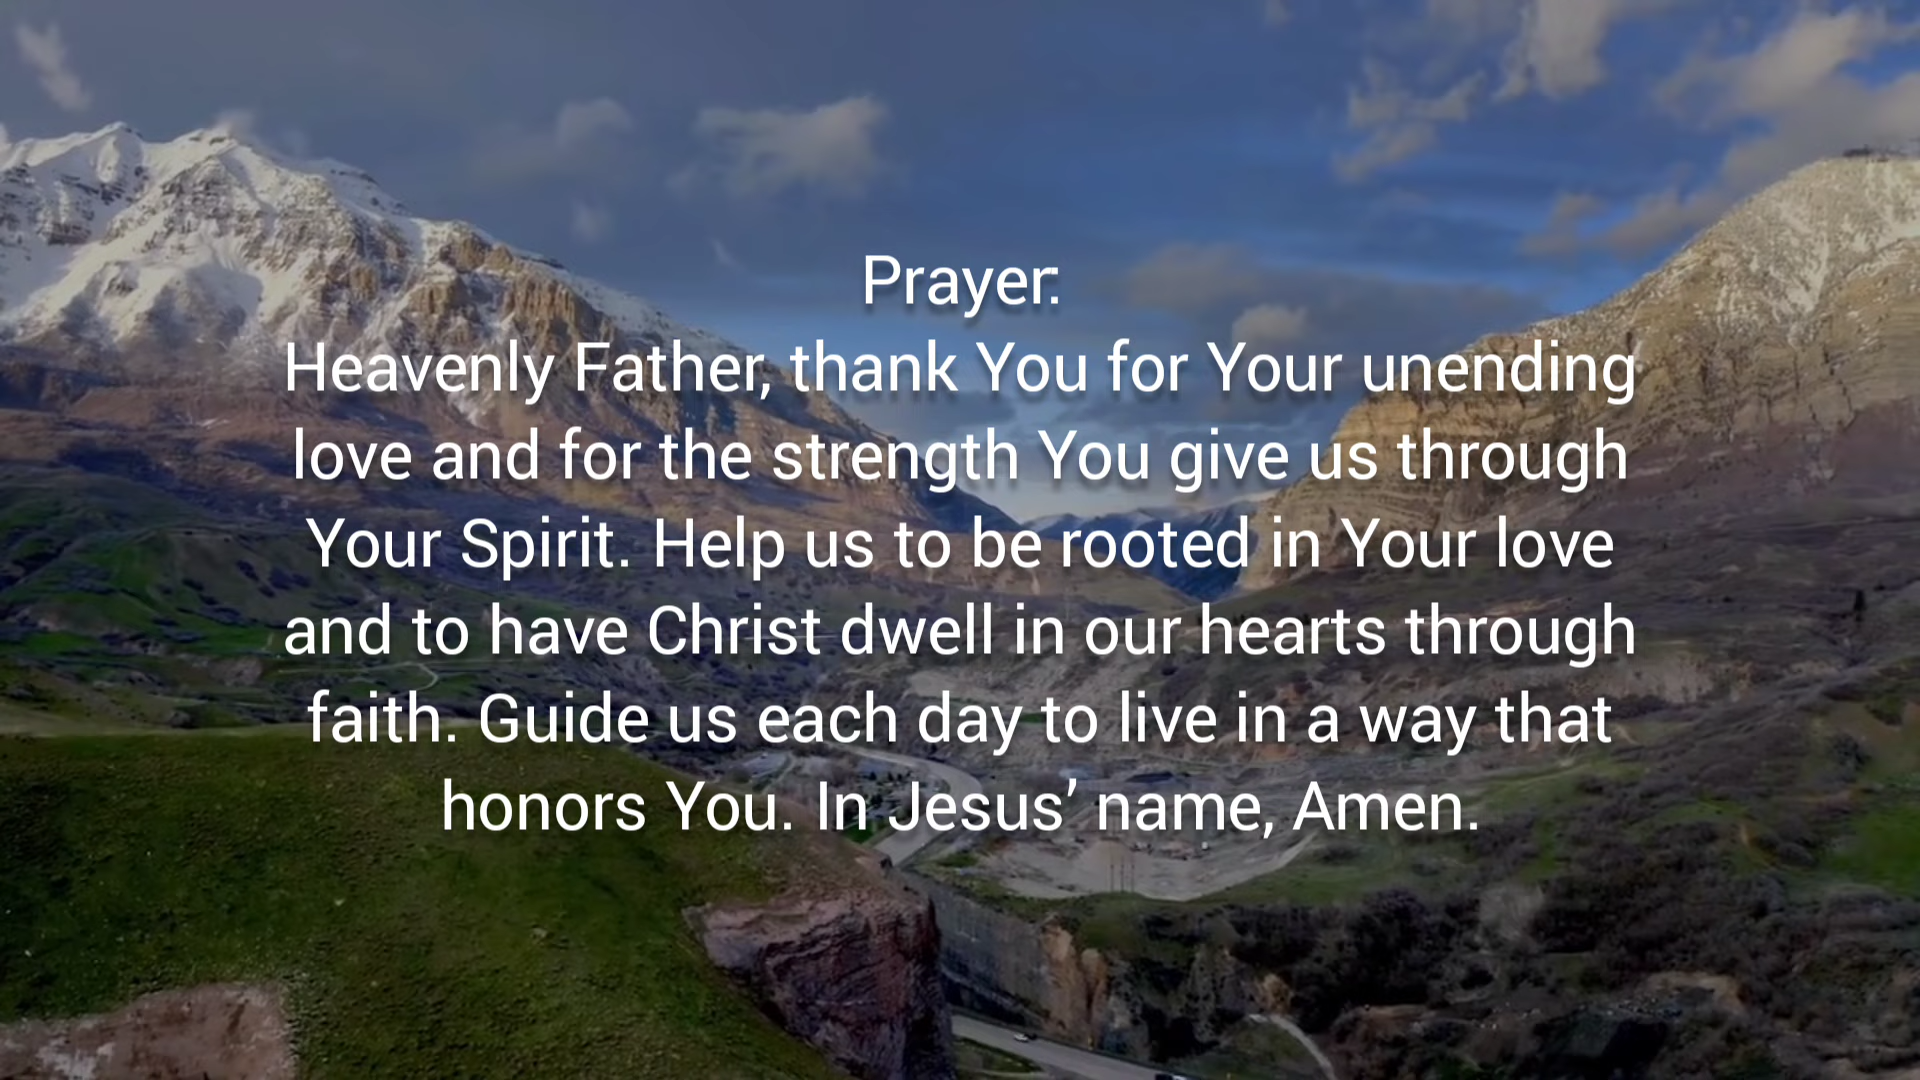 Prayer:
Heavenly Father, thank You for Your unending
love and for the strength You give us through
Your Spirit. Help us to be rooted in Your love
and to have Christ dwell in our hearts through
faith. Guide us each day to live in a way that
honors You. In Jesus’ name, Amen.